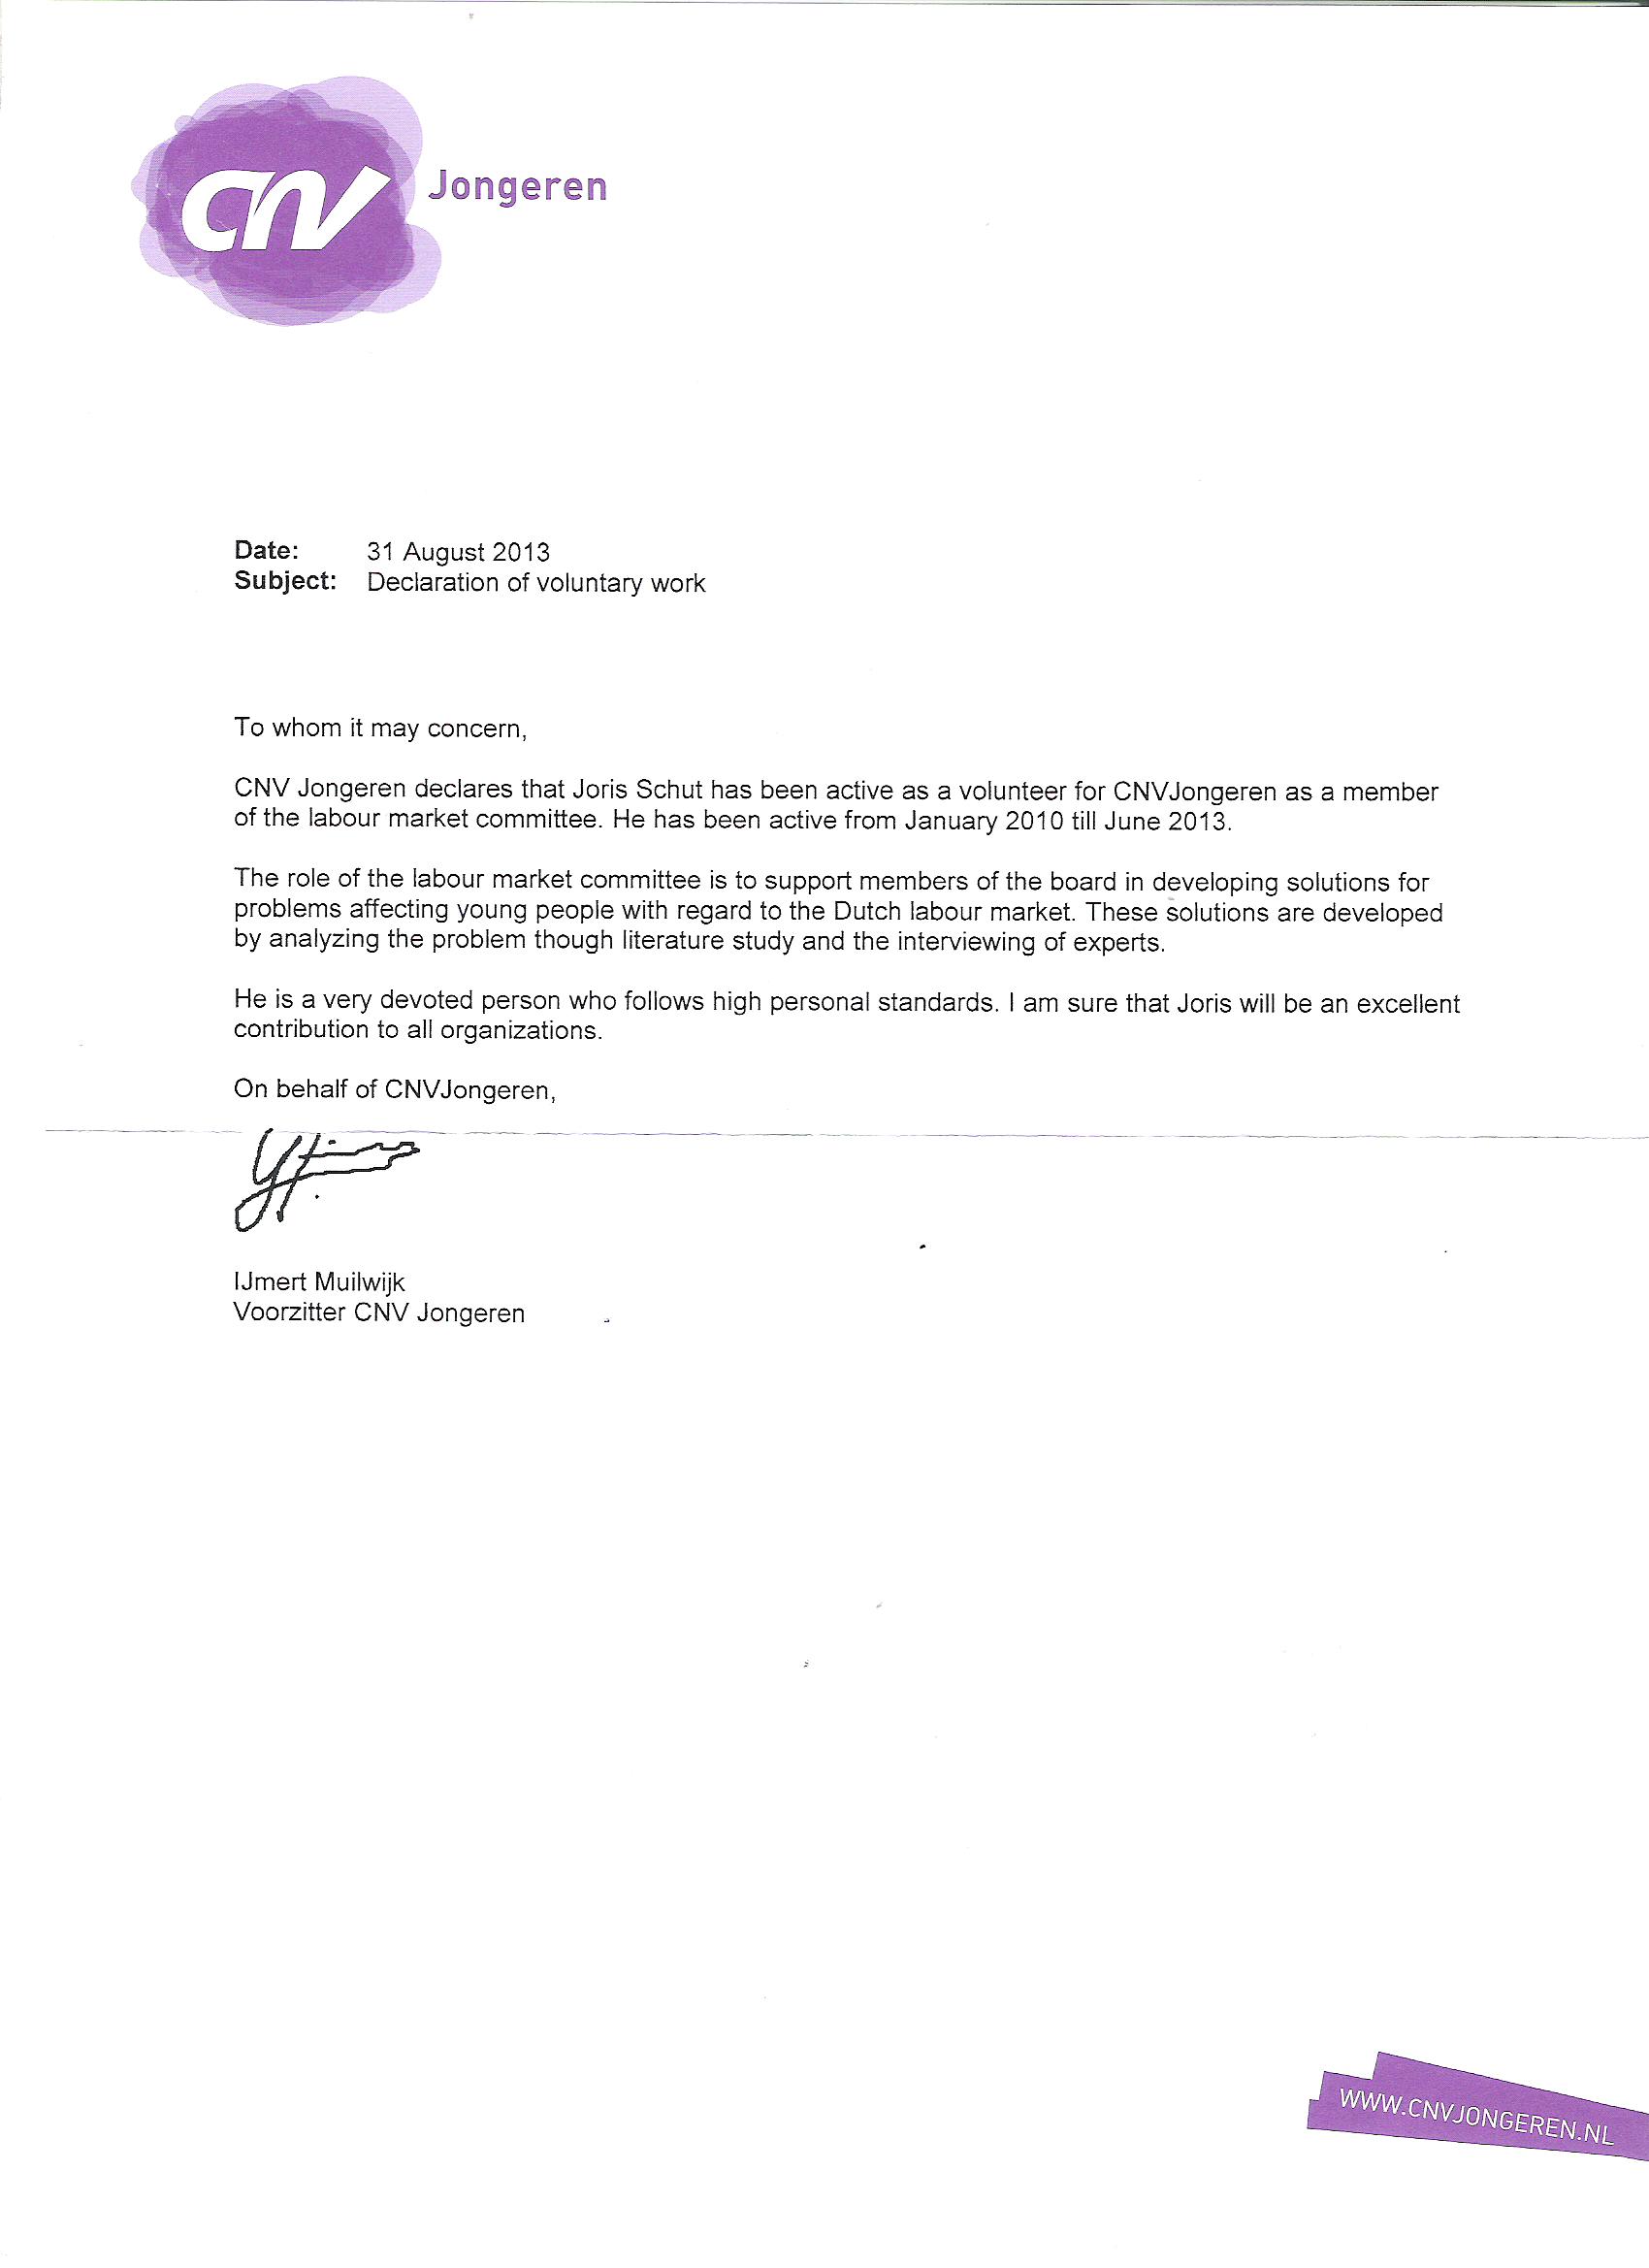 CNV Jongeren
Date: 31 August 2013
Subject: Declaration of voluntary work
To whom it may concern,
CNV Jongeren declares that Joris Schut has been active as a volunteer for CNVJongeren as a member
of the labour market committee. He has been active from January 2010 till June 2013.
The role of the labour market committee is to support members of the board in developing solutions for
problems affecting young people with regard to the Dutch labour market. These solutions are developed
by analyzing the problem though literature study and the interviewing of experts.
He is a very devoted person who follows high personal standards. I am sure that Joris will be an excellent
contribution to all organizations.
On behalf of CNVJongeren,
IJmert Muilwijk
Voorzitter CNV Jongeren
WWW.CNVJONGEREN.NL